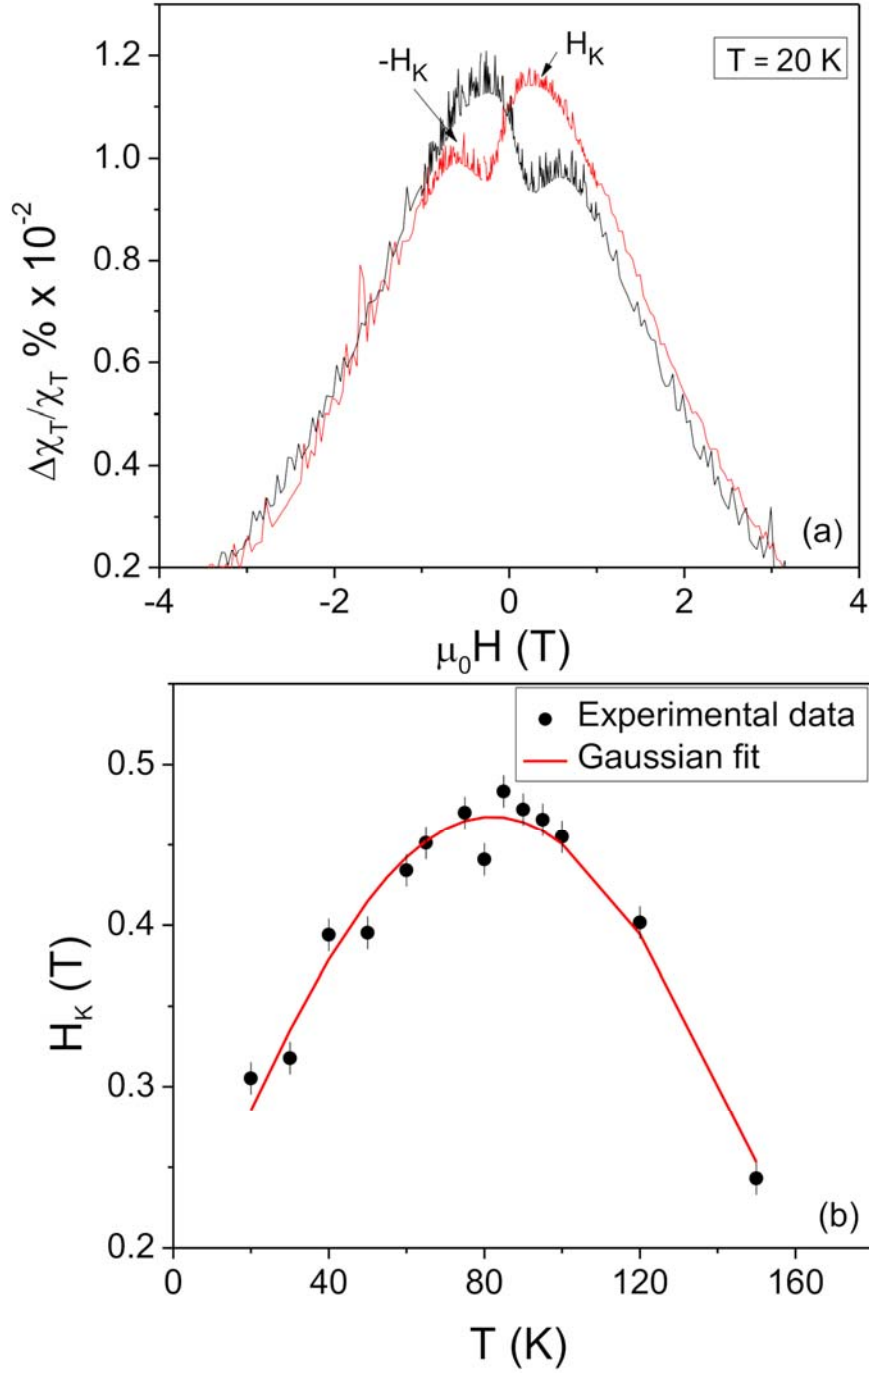 1.2
1.0
0.8
0.6
0.4
0.2
Δχ_T/χ_T % x 10⁻²
-H_K
H_K
T = 20 K
(a)
-4 -2 0 2 4
μ₀H (T)
Experimental data
Gaussian fit
0.5
0.4
0.3
0.2
H_K (T)
(b)
0 40 80 120 160
T (K)